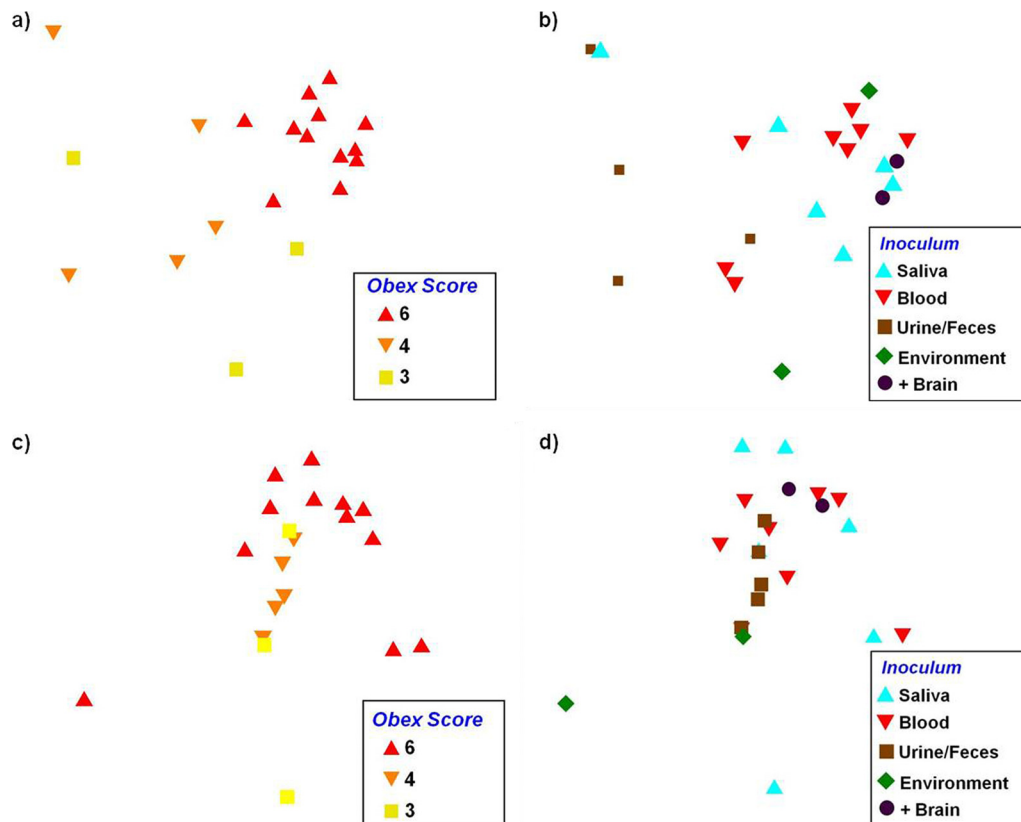 a)
Obex Score
6
4
3
b)
Inoculum
Saliva
Blood
Urine/Feces
Environment
+ Brain
c)
Obex Score
6
4
3
d)
Inoculum
Saliva
Blood
Urine/Feces
Environment
+ Brain